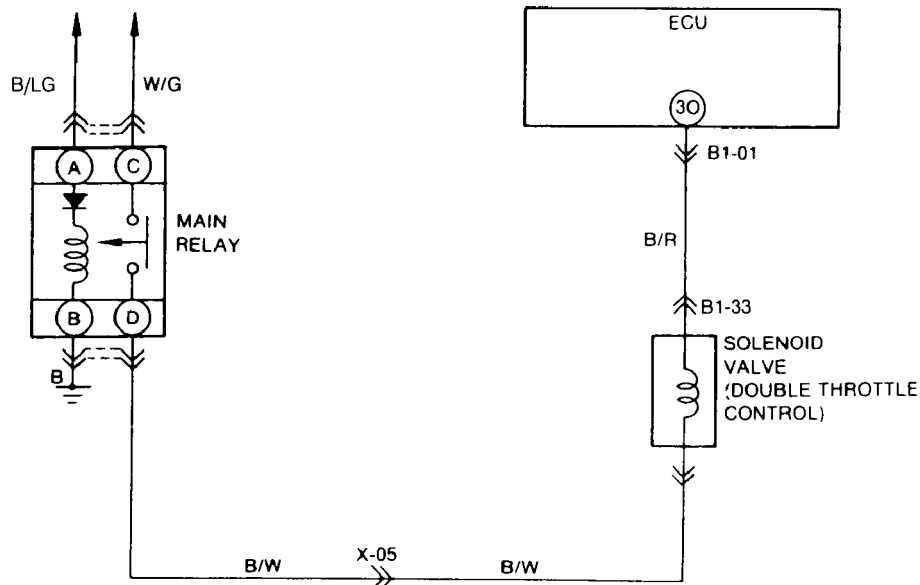 ECU
B/LG
W/G
30
A
C
B1-01
MAIN
RELAY
B/R
B
D
B1-33
B
SOLENOID
VALVE
(DOUBLE THROTTLE
CONTROL)
B/W
X-05
B/W